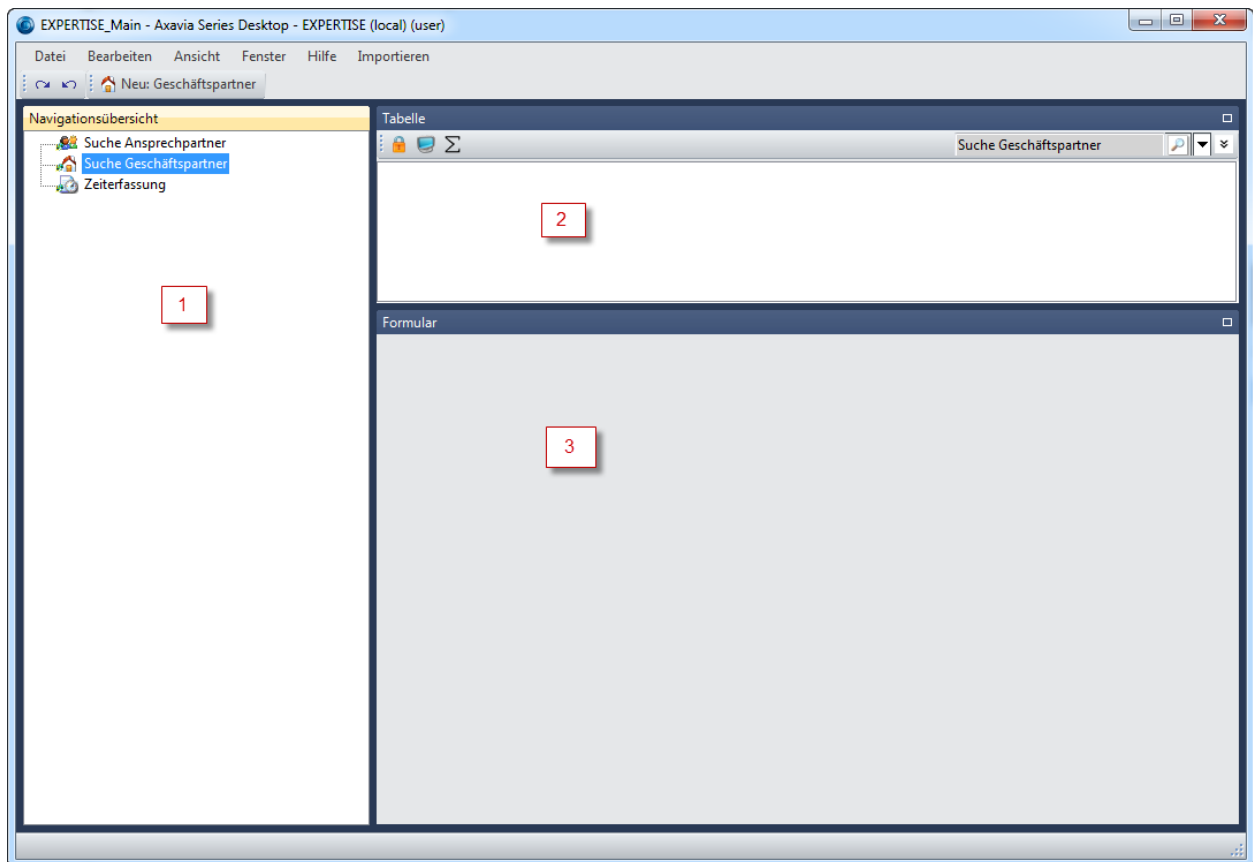 EXPERTISE_Main - Axavia Series Desktop - EXPERTISE (local) (user)
Datei Bearbeiten Ansicht Fenster Hilfe Importieren
Neu: Geschäftspartner
Navigationsübersicht
Suche Ansprechpartner
Suche Geschäftspartner
Zeiterfassung
1
Tabelle
Σ Suche Geschäftspartner
2
Formular
3